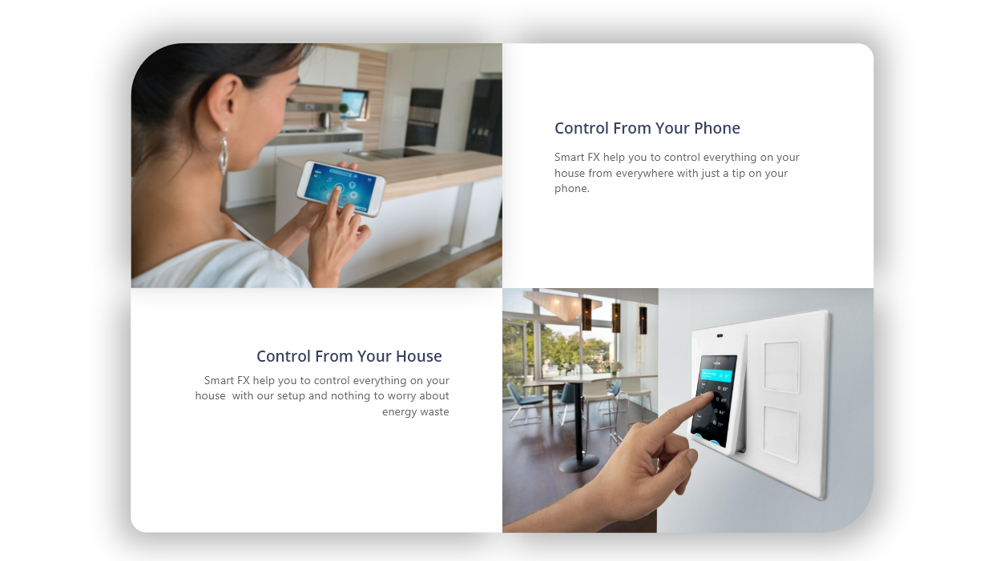 Control From Your Phone
Smart FX help you to control everything on your
house from everywhere with just a tip on your
phone.
Control From Your House
Smart FX help you to control everything on your
house  with our setup and nothing to worry about
energy waste